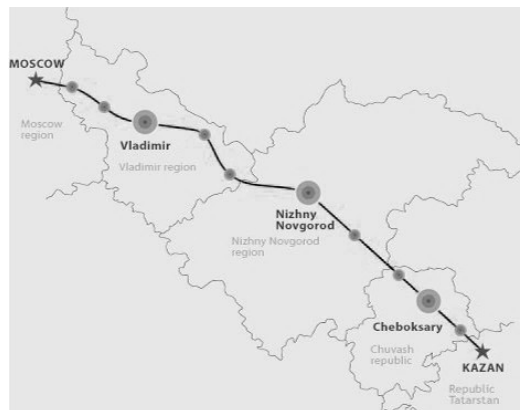 MOSCOW
Moscow
region
Vladimir
Vladimir region
Nizhny
Novgorod
Nizhny Novgorod
region
Cheboksary
Chuvash
republic
KAZAN
Republic
Tatarstan